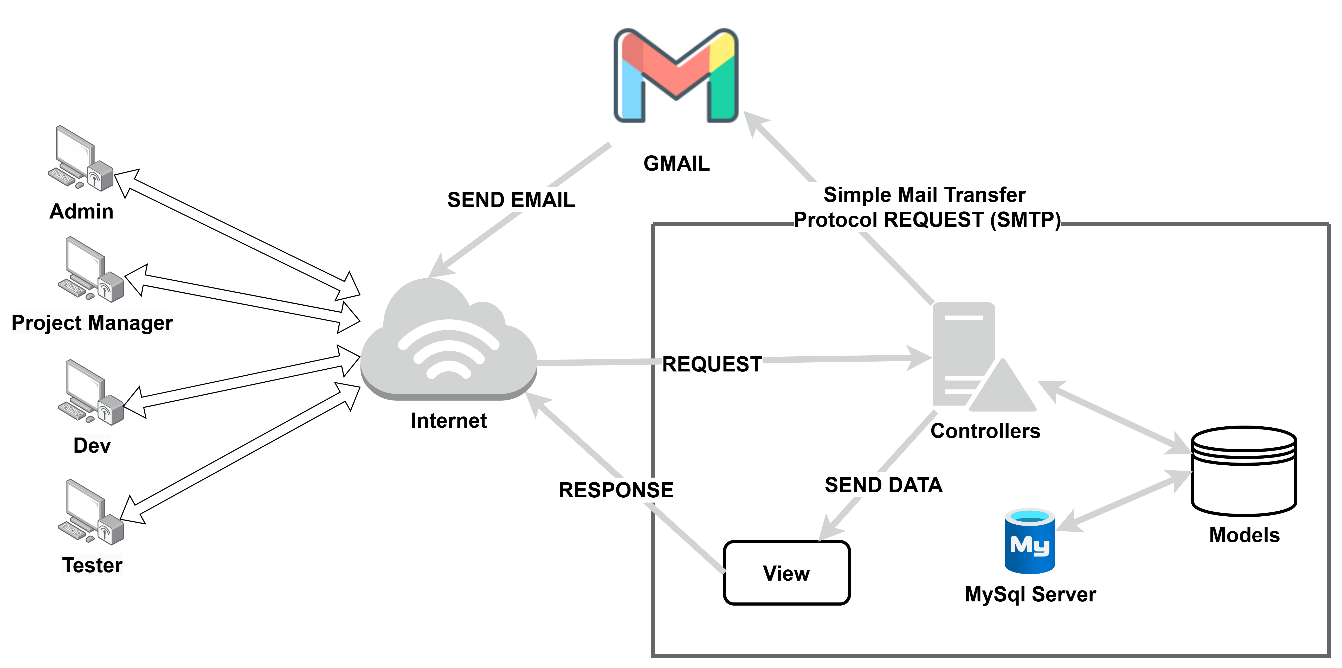 GMAIL
SEND EMAIL
Simple Mail Transfer
Protocol REQUEST (SMTP)
Admin
Project Manager
Dev
Tester
Internet
REQUEST
RESPONSE
Controllers
SEND DATA
View
My
MySql Server
Models